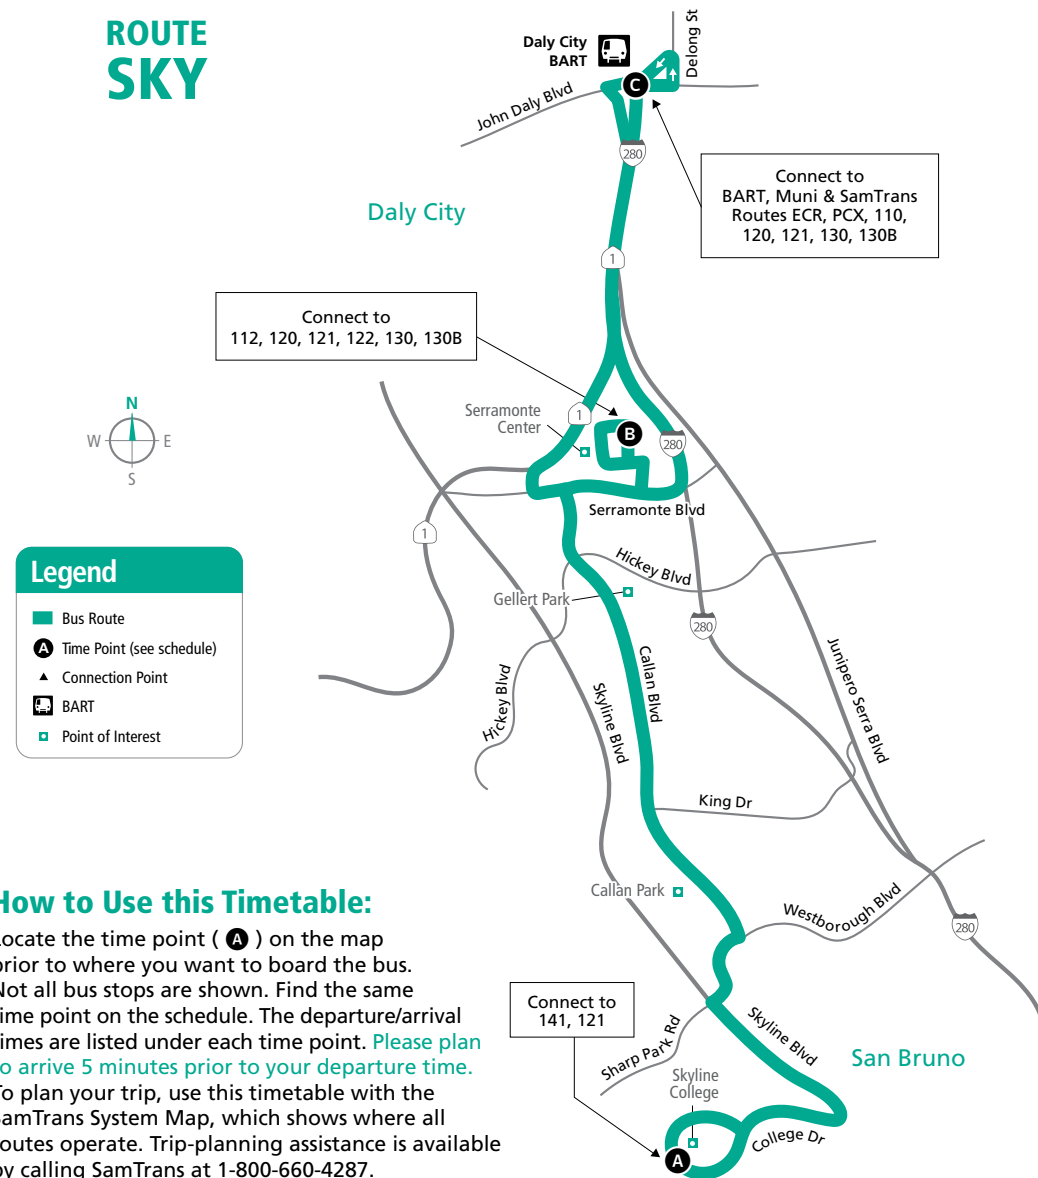 ROUTE
SKY
Daly City
BART
Delong St
C
John Daly Blvd
280
Connect to
BART, Muni & SamTrans
Routes ECR, PCX, 110,
120, 121, 130, 130B
Daly City
1
Connect to
112, 120, 121, 122, 130, 130B
N
W
E
S
Serramonte
Center
1
B
280
Serramonte Blvd
1
Hickey Blvd
Gellert Park
280
Legend
Bus Route
A Time Point (see schedule)
Connection Point
BART
Point of Interest
Hickey Blvd
Skyline Blvd
Callan Blvd
Junipero Serra Blvd
King Dr
Callan Park
Westborough Blvd
280
How to Use this Timetable:
Locate the time point ( A ) on the map
prior to where you want to board the bus.
Not all bus stops are shown. Find the same
time point on the schedule. The departure/arrival
times are listed under each time point. Please plan
to arrive 5 minutes prior to your departure time.
To plan your trip, use this timetable with the
SamTrans System Map, which shows where all
routes operate. Trip-planning assistance is available
by calling SamTrans at 1-800-660-4287.
Connect to
141, 121
Sharp Park Rd
Skyline Blvd
San Bruno
Skyline
College
College Dr
A